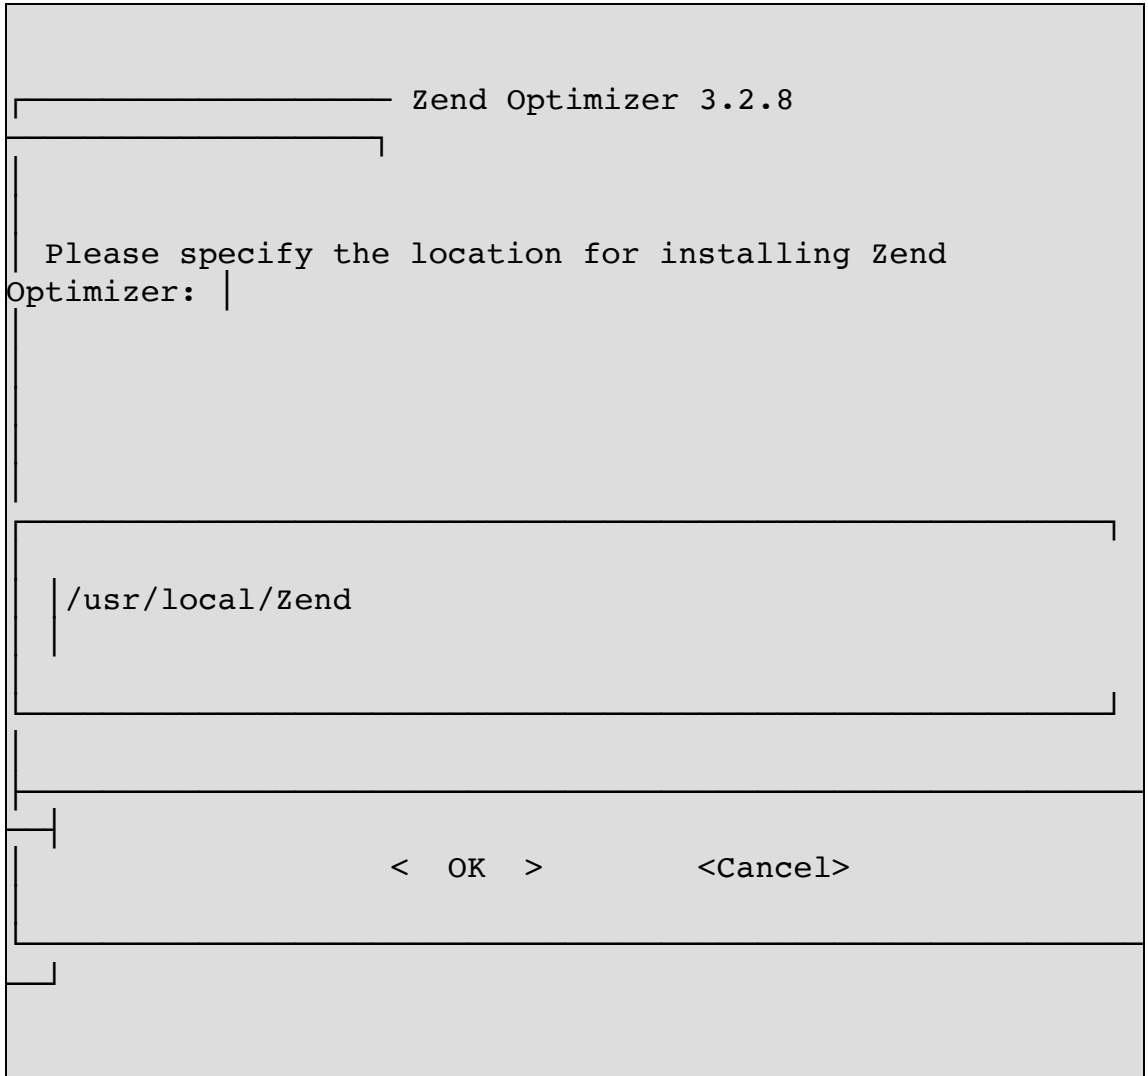 Zend Optimizer 3.2.8
Please specify the location for installing Zend
Optimizer:
/usr/local/Zend
< OK > <Cancel>